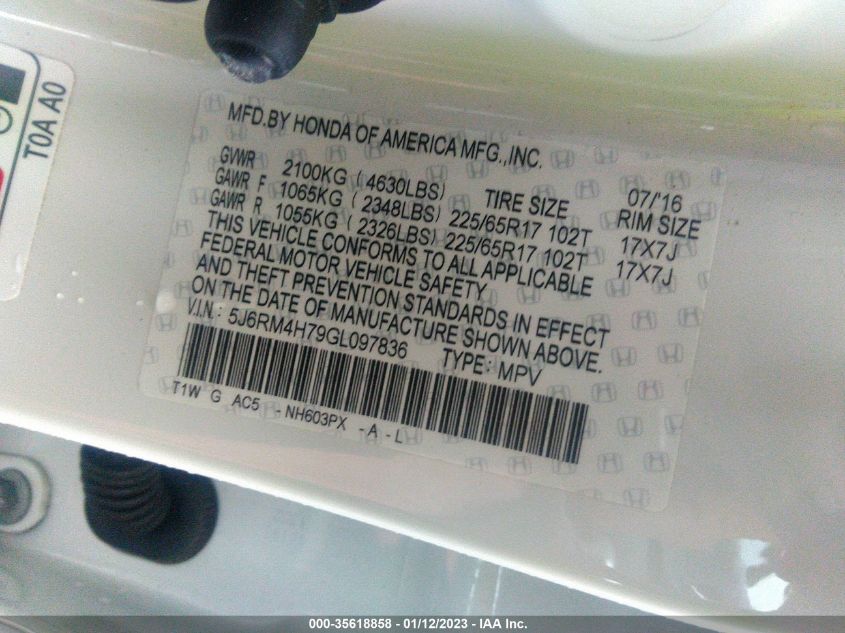 TOA A0
MFD.BY HONDA OF AMERICA MFG.,INC.
GVWR 2100KG (4630LBS) TIRE SIZE 07/'16
GAWR F 1065KG (2348LBS) 225/65R17 102T RIM SIZE
GAWR R 1055KG (2326LBS) 225/65R17 102T 17X7J
THIS VEHICLE CONFORMS TO ALL APPLICABLE 17X7J
FEDERAL MOTOR VEHICLE SAFETY
AND THEFT PREVENTION STANDARDS IN EFFECT
ON THE DATE OF MANUFACTURE SHOWN ABOVE.
V.I.N.: 5J6RM4H79GL097836 TYPE: MPV
T1W G AC5 -NH603PX -A-L
000-35618858 - 01/12/2023 - IAA Inc.